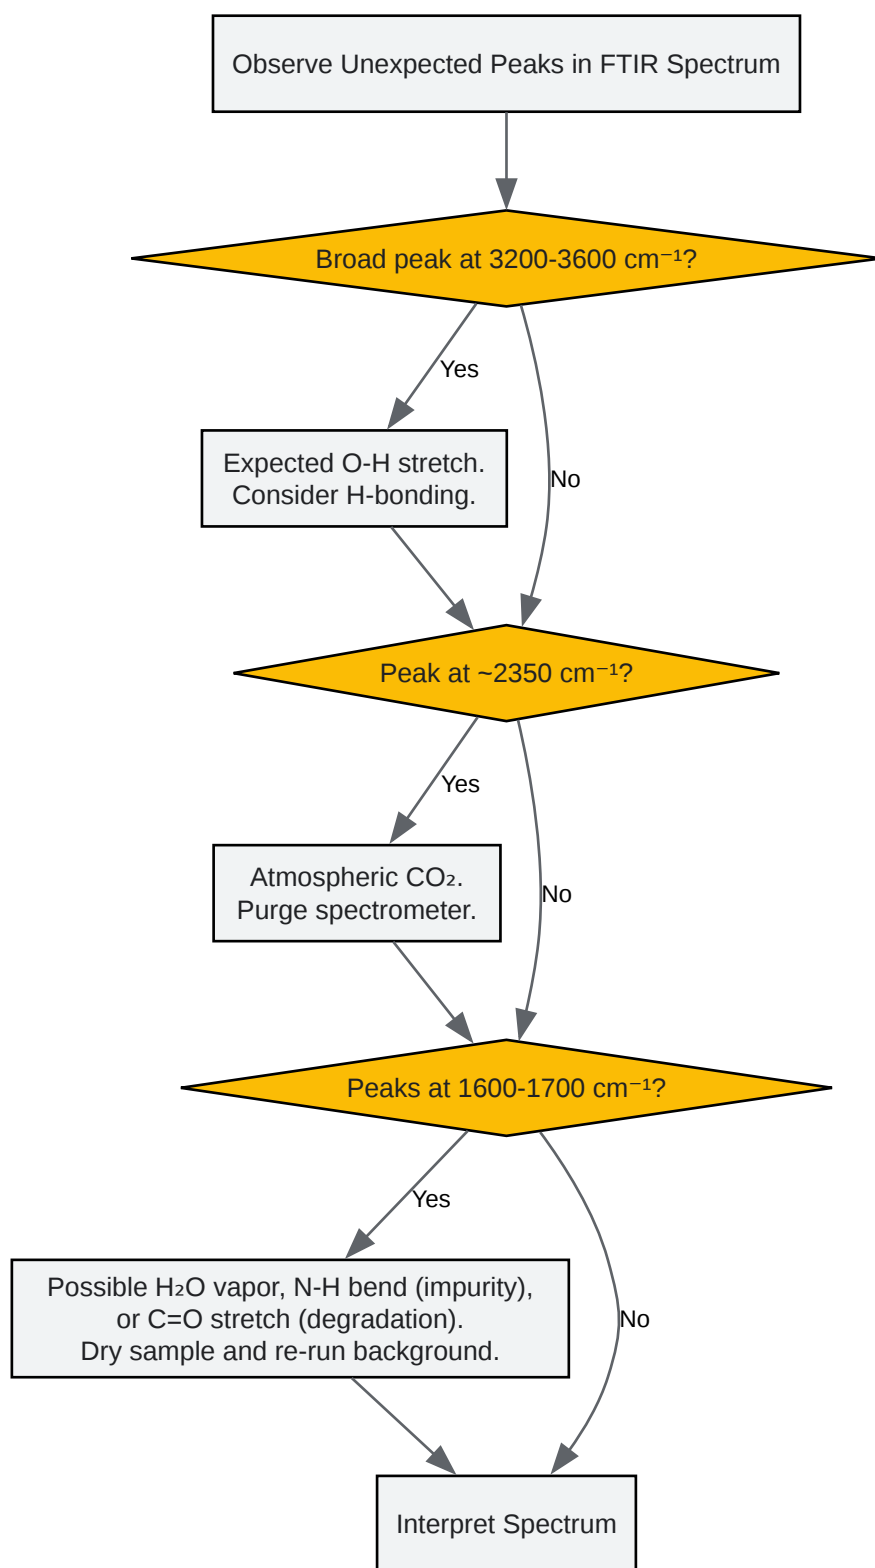 Observe Unexpected Peaks in FTIR Spectrum
Broad peak at 3200-3600 cm⁻¹?
Yes
Expected O-H stretch.
Consider H-bonding.
No
Peak at ~2350 cm⁻¹?
Yes
Atmospheric CO₂.
Purge spectrometer.
No
Peaks at 1600-1700 cm⁻¹?
Yes
Possible H₂O vapor, N-H bend (impurity),
or C=O stretch (degradation).
Dry sample and re-run background.
No
Interpret Spectrum